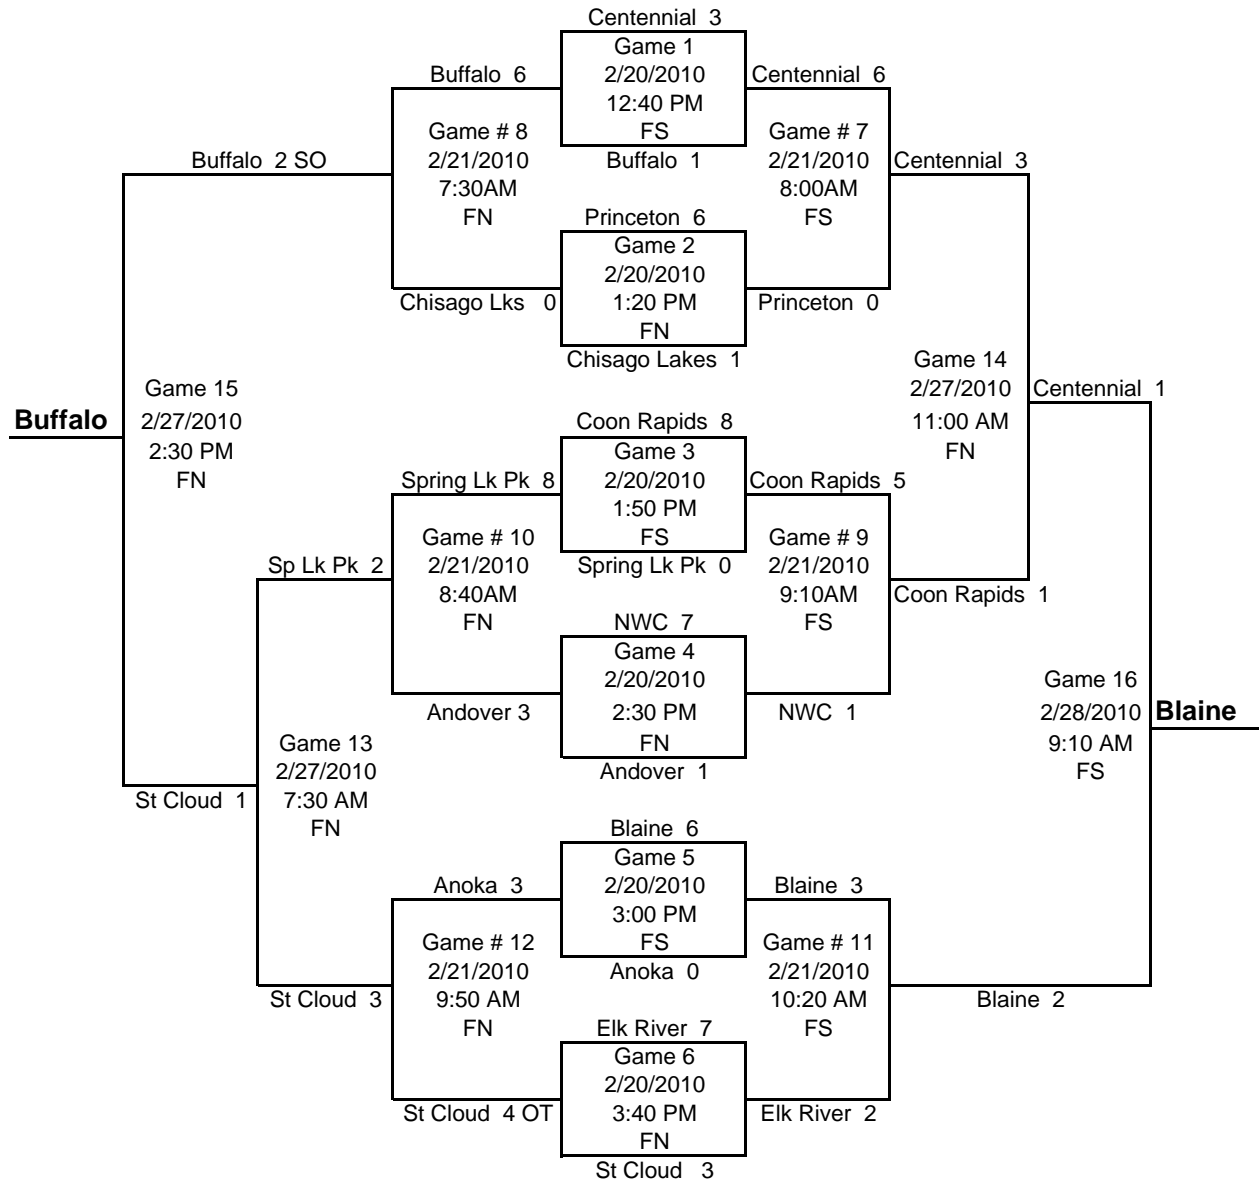 Centennial 3
Game 1
2/20/2010
12:40 PM
FS
Buffalo 1
Buffalo 6
Centennial 6
Game # 8
2/21/2010
7:30AM
FN
Game # 7
2/21/2010
8:00AM
FS
Buffalo 2 SO
Centennial 3
Princeton 6
Game 2
2/20/2010
1:20 PM
FN
Chisago Lakes 1
Chisago Lks 0
Princeton 0
Game 15
2/27/2010
2:30 PM
FN
Buffalo
Game 14
2/27/2010
11:00 AM
FN
Centennial 1
Coon Rapids 8
Game 3
2/20/2010
1:50 PM
FS
Spring Lk Pk 0
Spring Lk Pk 8
Coon Rapids 5
Game # 10
2/21/2010
8:40AM
FN
Game # 9
2/21/2010
9:10AM
FS
Sp Lk Pk 2
Coon Rapids 1
NWC 7
Game 4
2/20/2010
2:30 PM
FN
Andover 1
Andover 3
NWC 1
Game 13
2/27/2010
7:30 AM
FN
Game 16
2/28/2010
9:10 AM
FS
Blaine
St Cloud 1
Blaine 6
Game 5
2/20/2010
3:00 PM
FS
Anoka 0
Anoka 3
Blaine 3
Game # 12
2/21/2010
9:50 AM
FN
Game # 11
2/21/2010
10:20 AM
FS
St Cloud 3
Blaine 2
Elk River 7
Game 6
2/20/2010
3:40 PM
FN
St Cloud 3
St Cloud 4 OT
Elk River 2